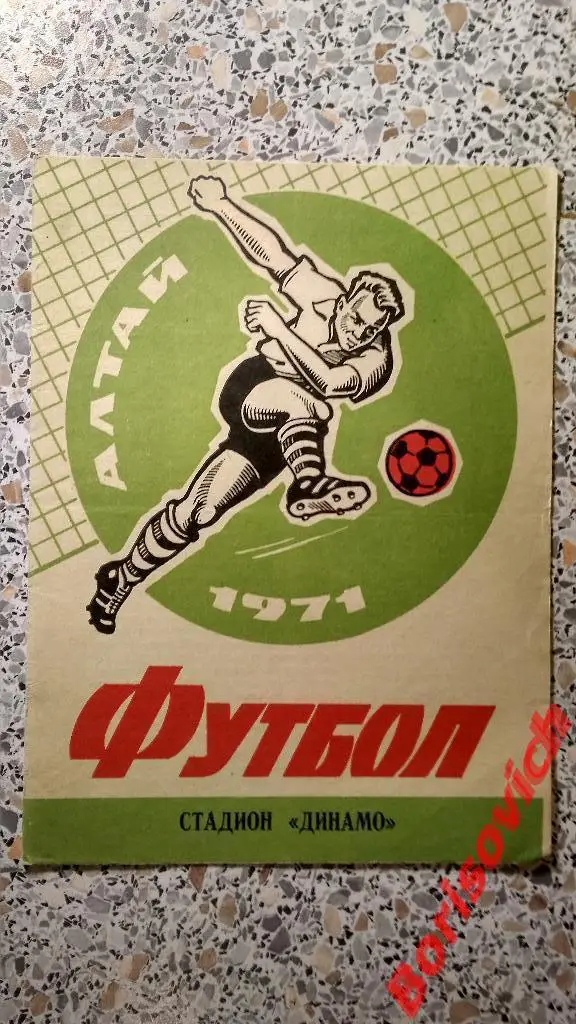 АЛТАЙ
1971
ФУТБОЛ
СТАДИОН «ДИНАМО»
Borisovich